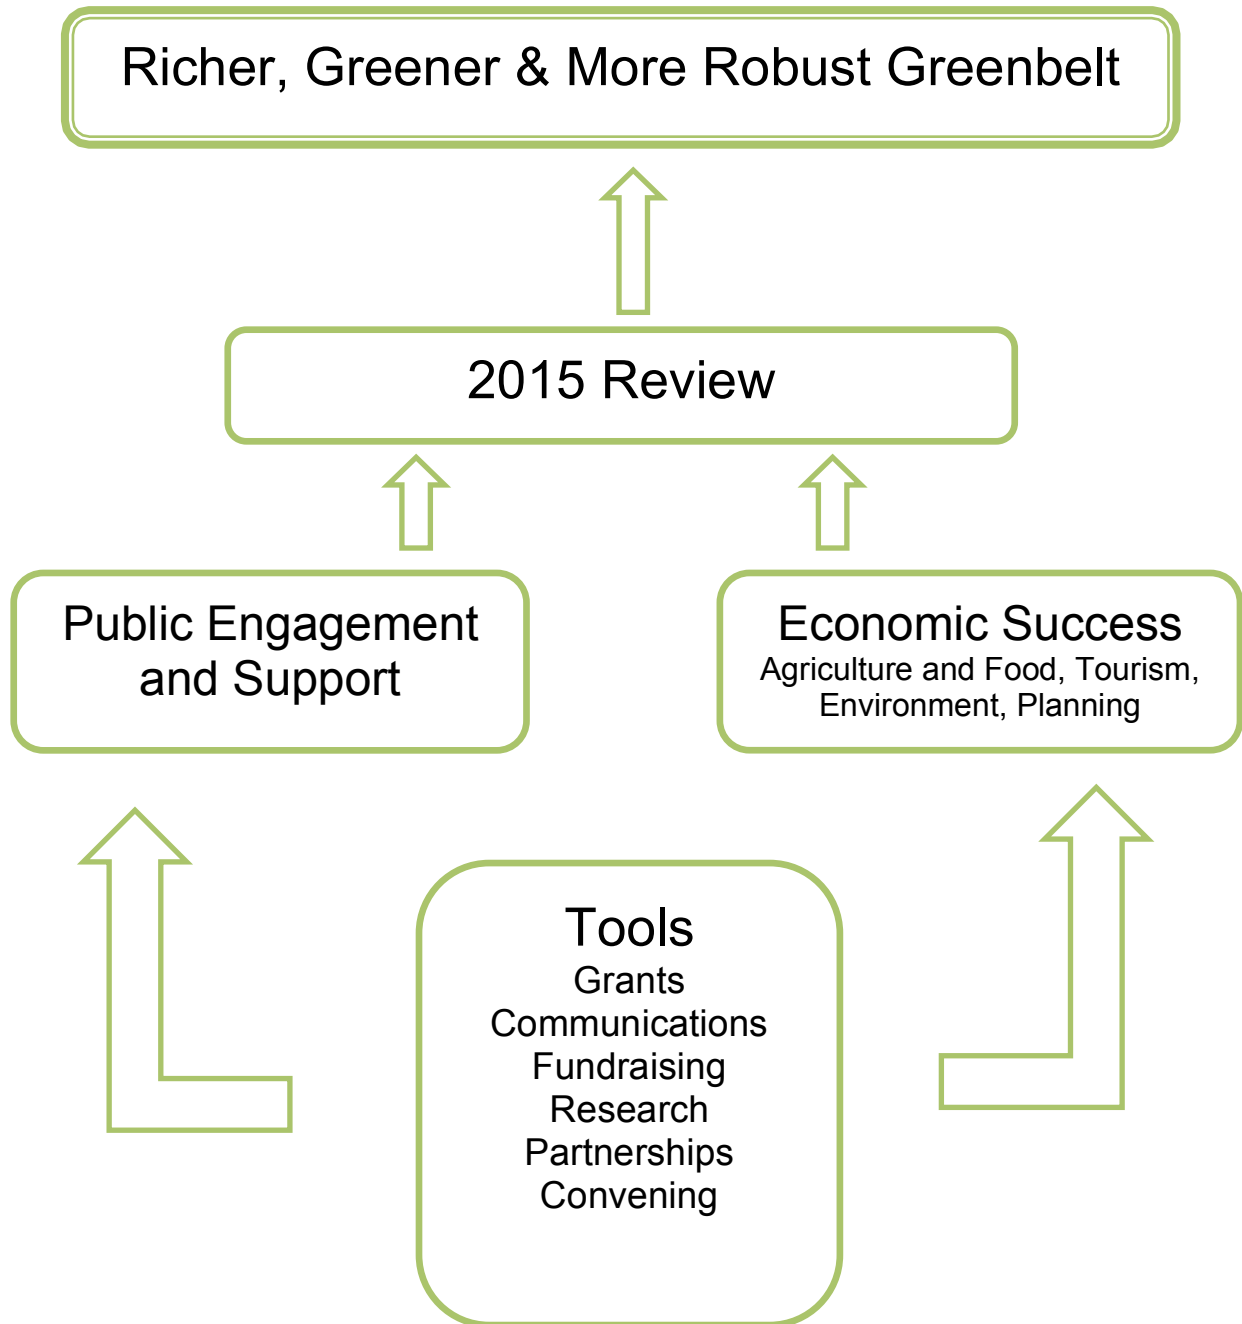 Richer, Greener & More Robust Greenbelt
2015 Review
Public Engagement
and Support
Economic Success
Agriculture and Food, Tourism,
Environment, Planning
Tools
Grants
Communications
Fundraising
Research
Partnerships
Convening